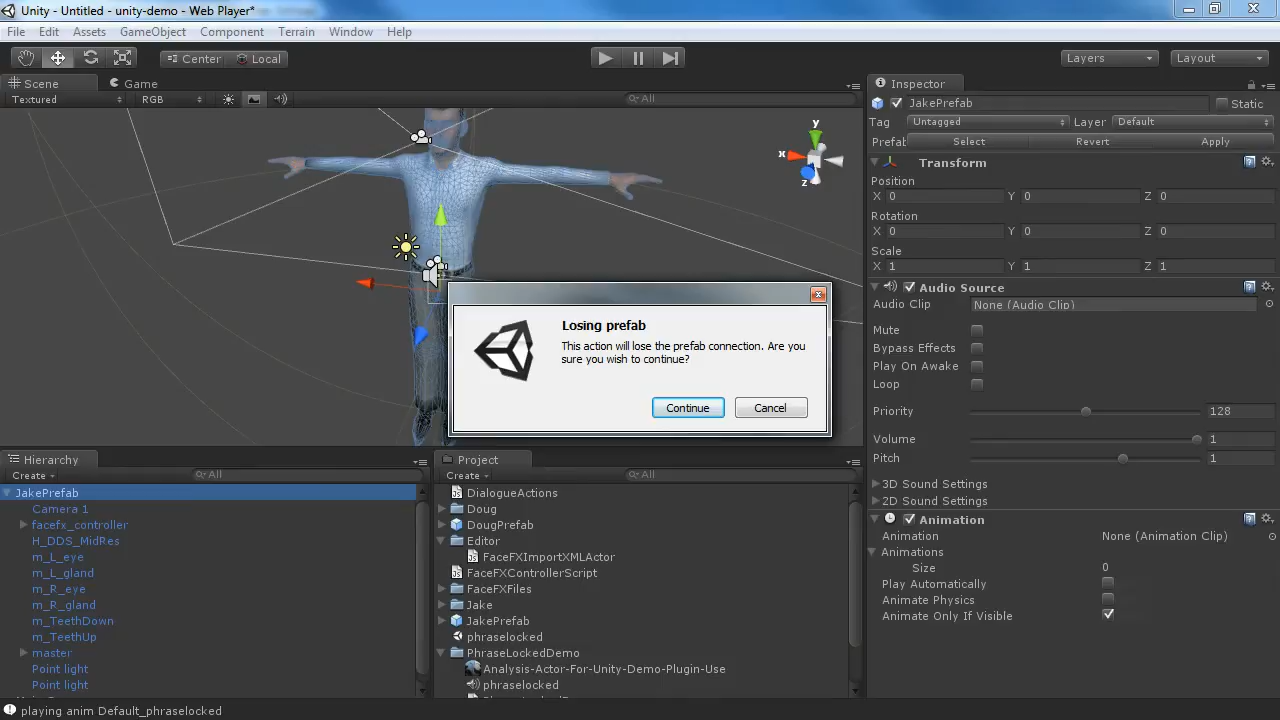 Unity - Untitled - unity-demo - Web Player*
File Edit Assets GameObject Component Terrain Window Help
Center Local Layers Layout
Scene Game
Textured RGB All
Inspector
JakePrefab Static
Tag Untagged Layer Default
Prefab Select Revert Apply
Transform
Position
X 0 Y 0 Z 0
Rotation
X 0 Y 0 Z 0
Scale
X 1 Y 1 Z 1
Audio Source
Audio Clip None (Audio Clip)
Mute
Bypass Effects
Play On Awake
Loop
Priority 128
Volume 1
Pitch 1
3D Sound Settings
2D Sound Settings
Animation
Animation None (Animation Clip)
Animations
Size 0
Play Automatically
Animate Physics
Animate Only If Visible
y
x
z
Losing prefab
This action will lose the prefab connection. Are you
sure you wish to continue?
Continue Cancel
Hierarchy
Create All
JakePrefab
Camera 1
facefx_controller
H_DDS_MidRes
m_L_eye
m_L_gland
m_R_eye
m_R_gland
m_TeethDown
m_TeethUp
master
Point light
Point light
Project
Create All
DialogueActions
Doug
DougPrefab
Editor
FaceFXImportXMLActor
FaceFXControllerScript
FaceFXFiles
Jake
JakePrefab
phraselocked
PhraseLockedDemo
Analysis-Actor-For-Unity-Demo-Plugin-Use
phraselocked
playing anim Default_phraselocked